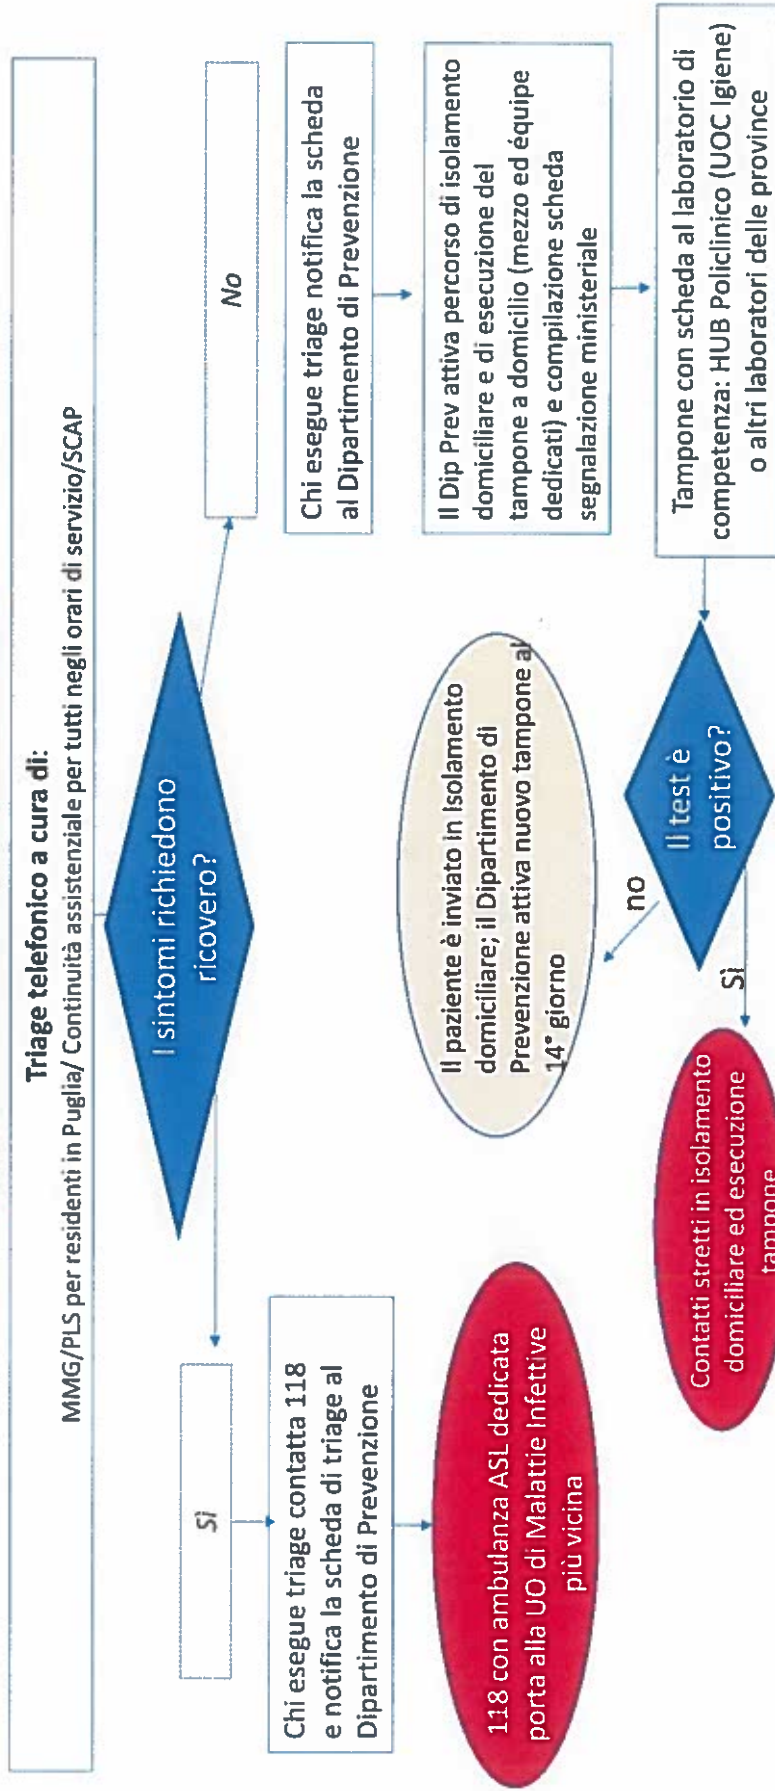 Triage telefonico a cura di:
MMG/PLS per residenti in Puglia/ Continuità assistenziale per tutti negli orari di servizio/SCAP
I sintomi richiedono
ricovero?
Sì
Chi esegue triage contatta 118
e notifica la scheda di triage al
Dipartimento di Prevenzione
118 con ambulanza ASL dedicata
porta alla UO di Malattie Infettive
più vicina
No
Chi esegue triage notifica la scheda
al Dipartimento di Prevenzione
Il Dip Prev attiva percorso di isolamento
domiciliare e di esecuzione del
tampone a domicilio (mezzo ed équipe
dedicati) e compilazione scheda
segnalazione ministeriale
Tampone con scheda al laboratorio di
competenza: HUB Policlinico (UOC Igiene)
o altri laboratori delle province
Il test è
positivo?
no
Il paziente è inviato in Isolamento
domiciliare; il Dipartimento di
Prevenzione attiva nuovo tampone al
14° giorno
Sì
Contatti stretti in isolamento
domiciliare ed esecuzione
tampone